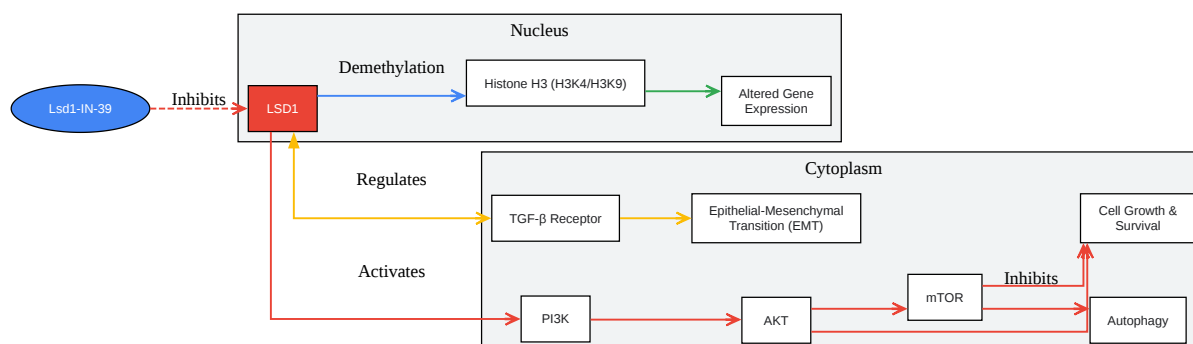 Nucleus
Demethylation
Histone H3 (H3K4/H3K9)
Inhibits
Lsd1-IN-39
LSD1
Altered Gene
Expression
Cytoplasm
Regulates
TGF-β Receptor
Epithelial-Mesenchymal
Transition (EMT)
Cell Growth &
Survival
Activates
Inhibits
mTOR
PI3K
AKT
Autophagy